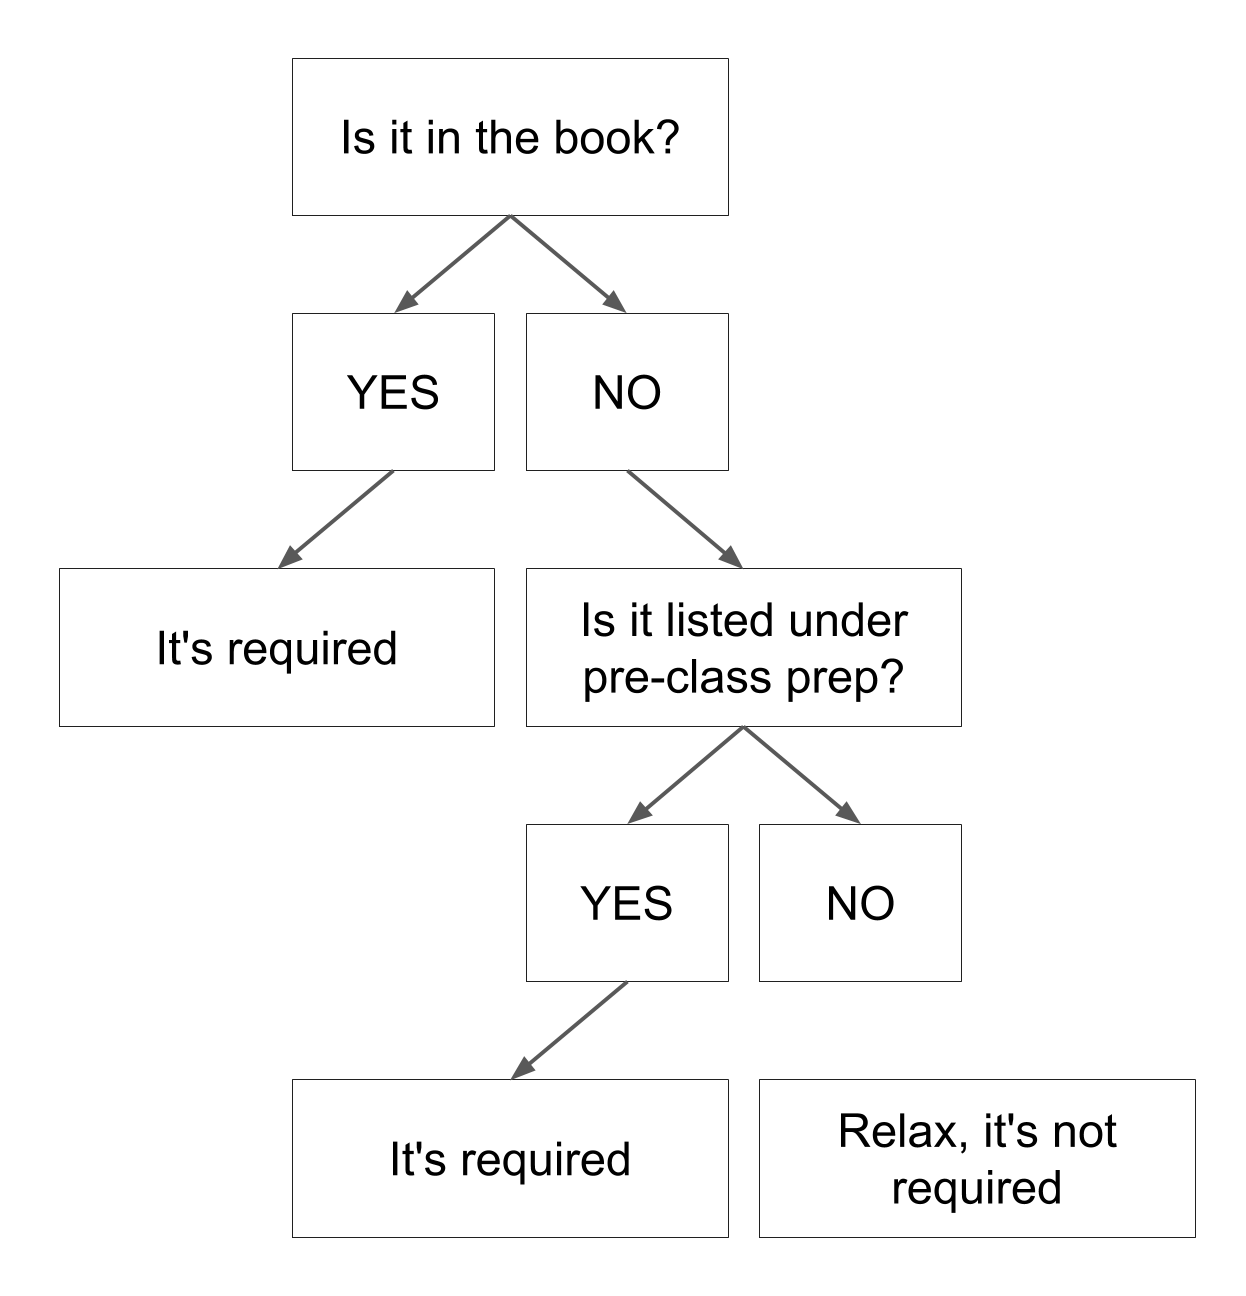 Is it in the book?
YES
NO
It's required
Is it listed under
pre-class prep?
YES
NO
It's required
Relax, it's not
required